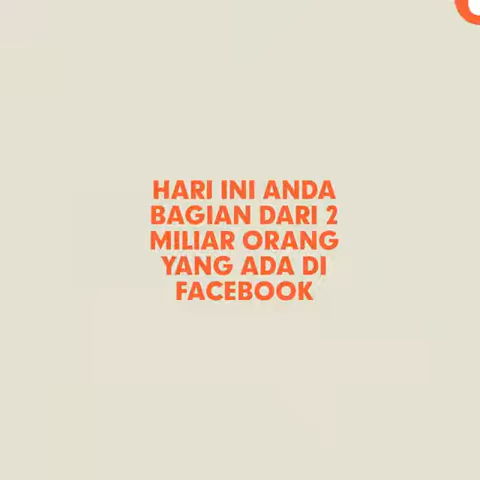 HARI INI ANDA
BAGIAN DARI 2
MILIAR ORANG
YANG ADA DI
FACEBOOK